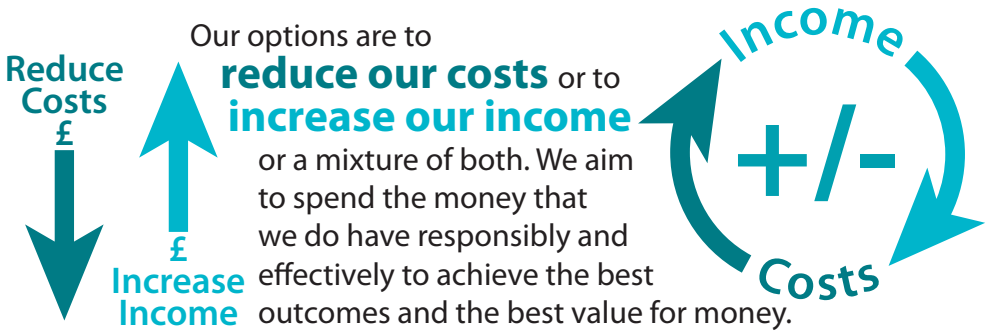 Reduce
Costs
£
£
Increase
Income
Our options are to
reduce our costs or to
increase our income
or a mixture of both. We aim
to spend the money that
we do have responsibly and
effectively to achieve the best
outcomes and the best value for money.
Income
+/-
Costs